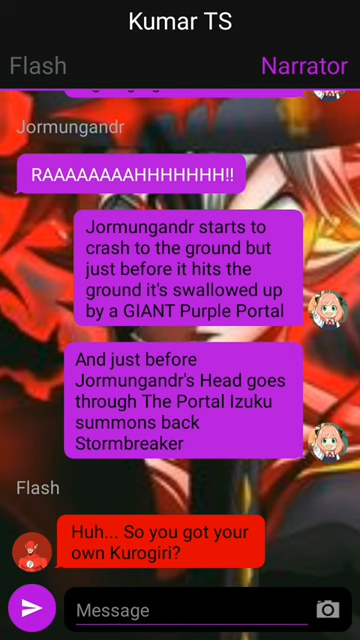 Kumar TS
Flash
Narrator
Jormungandr
RAAAAAAAAHHHHHHH!!
Jormungandr starts to
crash to the ground but
just before it hits the
ground it's swallowed up
by a GIANT Purple Portal
And just before
Jormungandr's Head goes
through The Portal Izuku
summons back
Stormbreaker
Flash
Huh... So you got your
own Kurogiri?
Message